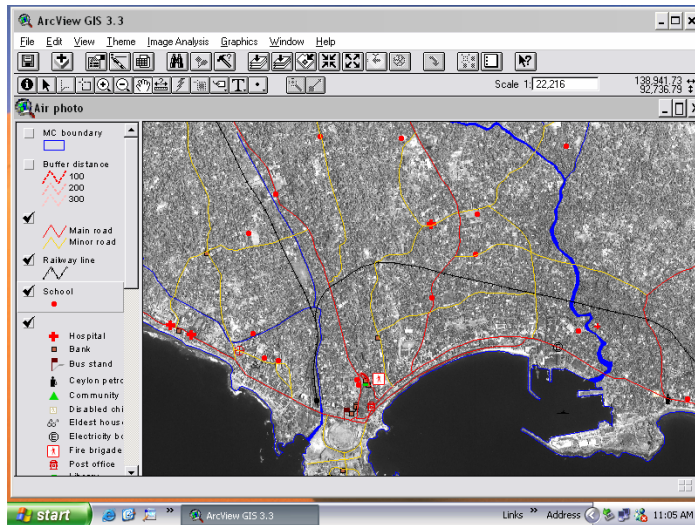 ArcView GIS 3.3
File Edit View Theme Image Analysis Graphics Window Help
Scale 1: 22,216
138,941.73
92,736.79
Air photo
MC boundary
Buffer distance
100
200
300
Main road
Minor road
Railway line
School
Hospital
Bank
Bus stand
Ceylon petro
Community
Disabled chi
Eldest hous
Electricity bo
Fire brigade
Post office
start
ArcView GIS 3.3
Links
Address
11:05 AM